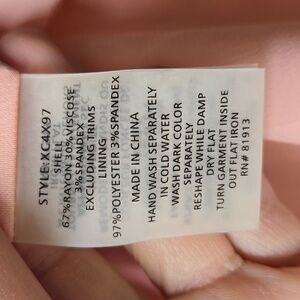 STYLE:XC4X97
SHELL
67%RAYON 30%VISCOSE
3%SPANDEX
EXCLUDING TRIMS
LINING
97%POLYESTER 3%SPANDEX
MADE IN CHINA
HAND WASH SEPARATELY
IN COLD WATER
WASH DARK COLOR
SEPARATELY
RESHAPE WHILE DAMP
DRY FLAT
TURN GARMENT INSIDE
OUT FLAT IRON
RN# 81913